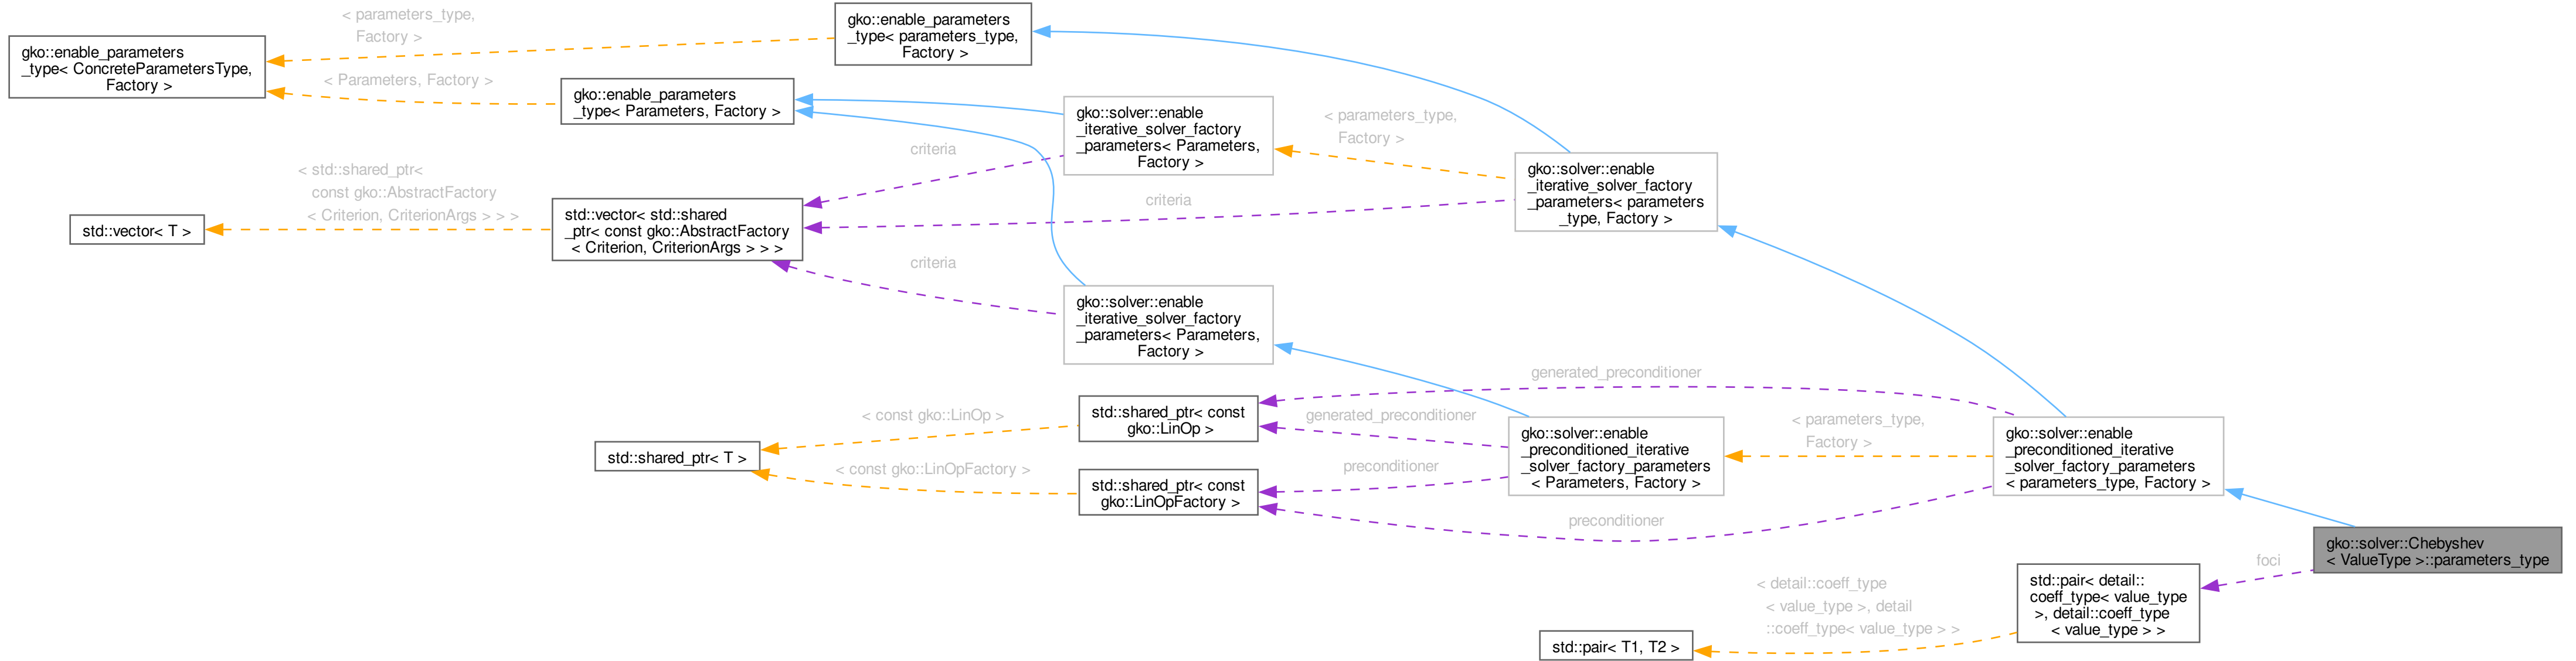 gko::enable_parameters
_type< ConcreteParametersType,
Factory >
< parameters_type,
Factory >
< Parameters, Factory >
gko::enable_parameters
_type< parameters_type,
Factory >
gko::enable_parameters
_type< Parameters, Factory >
gko::solver::enable
_iterative_solver_factory
_parameters< Parameters,
Factory >
< parameters_type,
Factory >
gko::solver::enable
_iterative_solver_factory
_parameters< parameters
_type, Factory >
criteria
criteria
criteria
std::vector< T >
< std::shared_ptr<
const gko::AbstractFactory
< Criterion, CriterionArgs > > >
std::vector< std::shared
_ptr< const gko::AbstractFactory
< Criterion, CriterionArgs > > >
gko::solver::enable
_iterative_solver_factory
_parameters< Parameters,
Factory >
generated_preconditioner
generated_preconditioner
preconditioner
preconditioner
std::shared_ptr< T >
< const gko::LinOp >
< const gko::LinOpFactory >
std::shared_ptr< const
gko::LinOp >
std::shared_ptr< const
gko::LinOpFactory >
gko::solver::enable
_preconditioned_iterative
_solver_factory_parameters
< Parameters, Factory >
< parameters_type,
Factory >
gko::solver::enable
_preconditioned_iterative
_solver_factory_parameters
< parameters_type, Factory >
gko::solver::Chebyshev
< ValueType >::parameters_type
foci
std::pair< detail::
coeff_type< value_type
>, detail::coeff_type
< value_type > >
< detail::coeff_type
< value_type >, detail
::coeff_type< value_type > >
std::pair< T1, T2 >